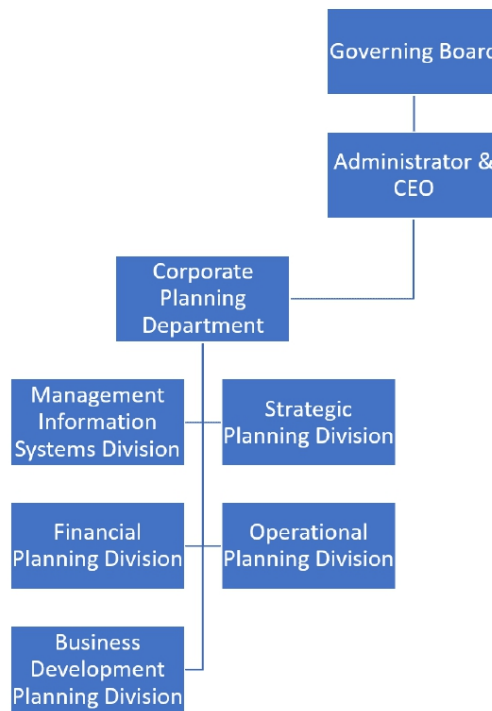 Governing Board
Administrator &
CEO
Corporate
Planning
Department
Management
Information
Systems Division
Strategic
Planning Division
Financial
Planning Division
Operational
Planning Division
Business
Development
Planning Division